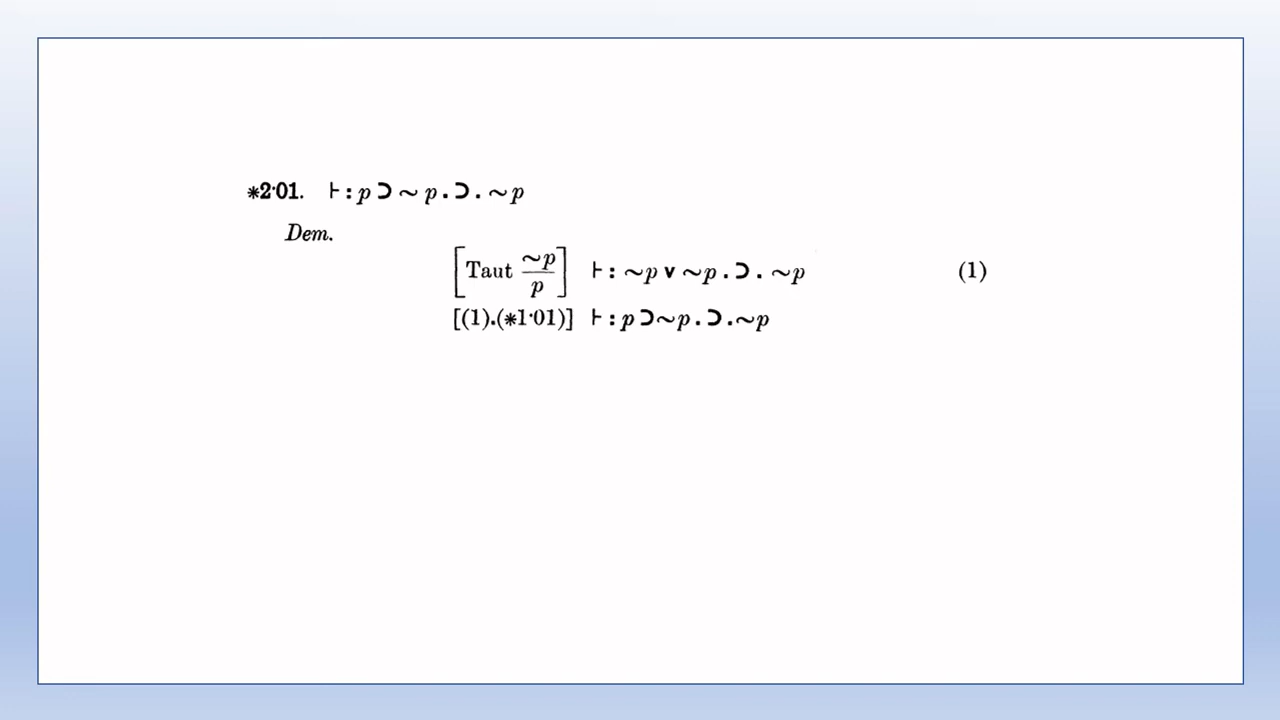 ✱2·01. ⊢ : p ⊃ ~ p . ⊃ . ~ p
Dem.
[Taut ~p/p] ⊢ : ~p ∨ ~p . ⊃ . ~p (1)
[(1).(✱1·01)] ⊢ : p ⊃ ~p . ⊃ . ~p